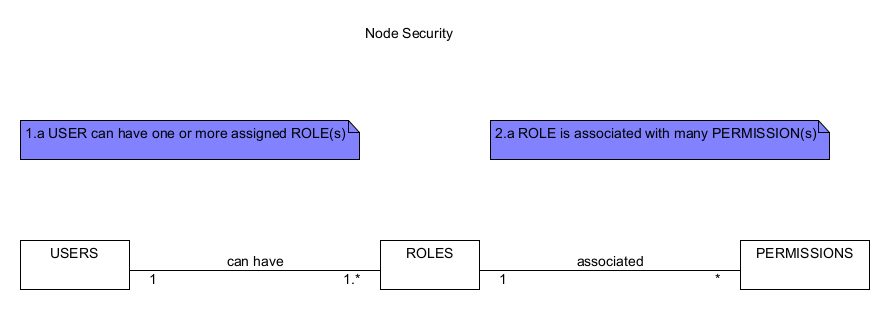 Node Security
1.a USER can have one or more assigned ROLE(s)
2.a ROLE is associated with many PERMISSION(s)
USERS
can have
1
1.*
ROLES
associated
1
*
PERMISSIONS